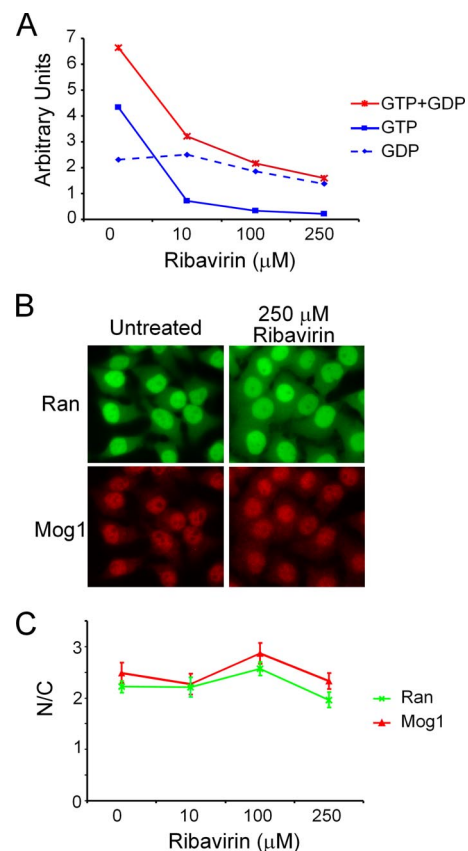 A
7
6
5
4
3
2
1
0
Arbitrary Units
0 10 100 250
Ribavirin (μM)
GTP+GDP
GTP
GDP
B
Untreated
250 μM
Ribavirin
Ran
Mog1
C
3
2
1
0
N/C
0 10 100 250
Ribavirin (μM)
Ran
Mog1